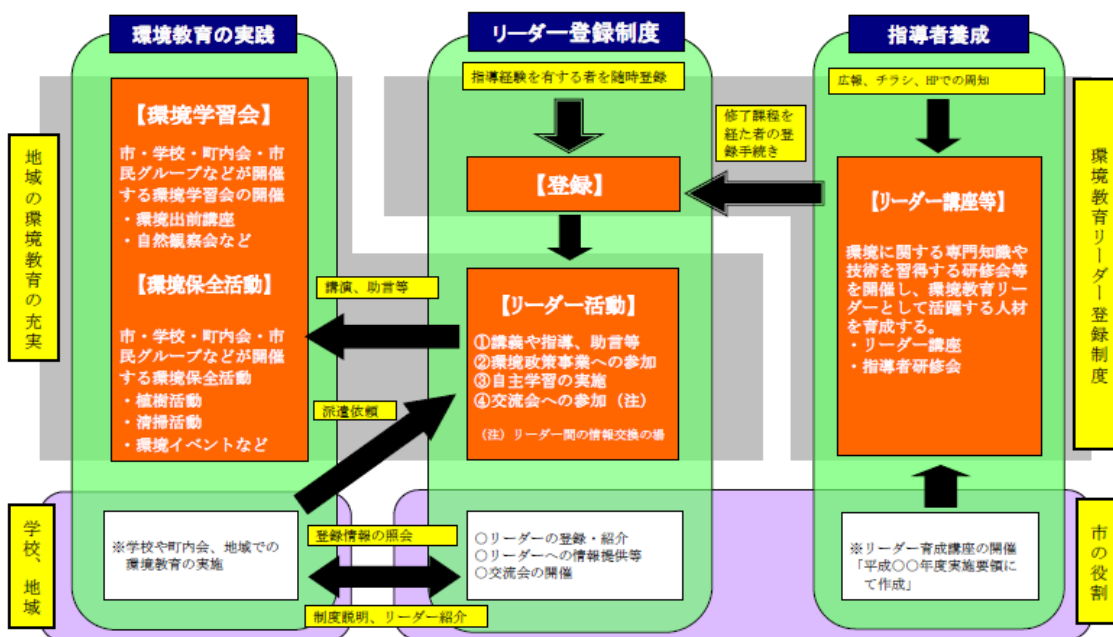 環境教育の実践
リーダー登録制度
指導者養成
指導経験を有する者を随時登録
広報、チラシ、HPでの周知
修了課程を
経た者の登
録手続き
地域の環境教育の充実
環境教育リーダー登録制度
【環境学習会】
市・学校・町内会・市
民グループなどが開催
する環境学習会の開催
・環境出前講座
・自然観察会など
【環境保全活動】
市・学校・町内会・市
民グループなどが開催
する環境保全活動
・植樹活動
・清掃活動
・環境イベントなど
【登録】
講演、助言等
派遣依頼
【リーダー活動】
①講義や指導、助言等
②環境政策事業への参加
③自主学習の実施
④交流会への参加（注）
（注）リーダー間の情報交換の場
【リーダー講座等】
環境に関する専門知識や
技術を習得する研修会等
を開催し、環境教育リー
ダーとして活躍する人材
を育成する。
・リーダー講座
・指導者研修会
学校、地域
※学校や町内会、地域での
環境教育の実施
登録情報の照会
制度説明、リーダー紹介
○リーダーの登録・紹介
○リーダーへの情報提供等
○交流会の開催
※リーダー育成講座の開催
「平成○○年度実施要領に
て作成」
市の役割